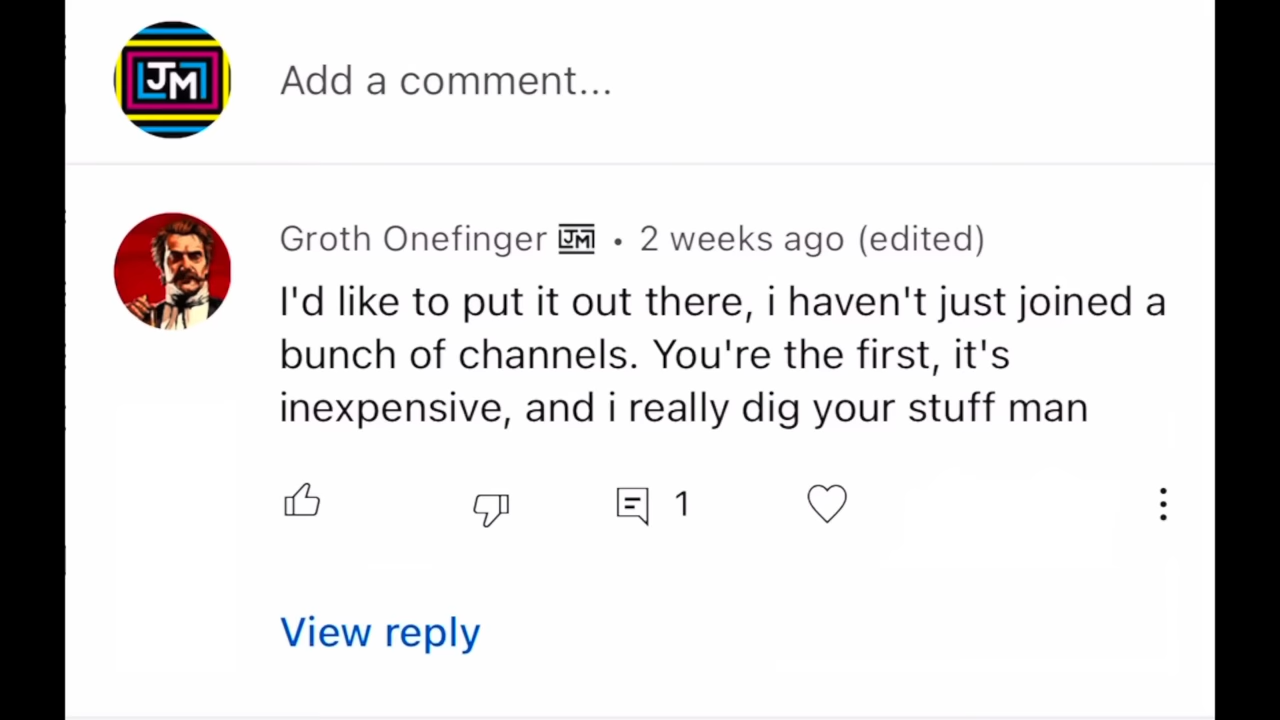 JM
Add a comment...
Groth Onefinger JM • 2 weeks ago (edited)
I'd like to put it out there, i haven't just joined a
bunch of channels. You're the first, it's
inexpensive, and i really dig your stuff man
1
View reply